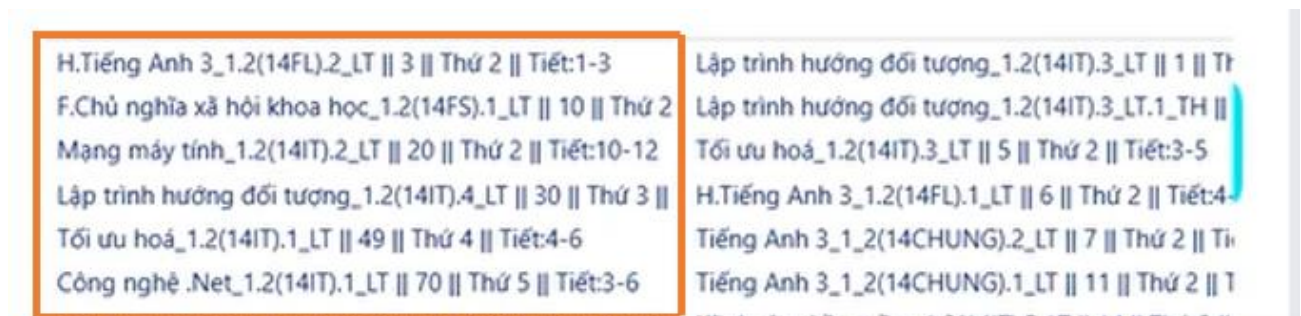 H.Tiếng Anh 3_1.2(14FL).2_LT || 3 || Thứ 2 || Tiết:1-3
F.Chủ nghĩa xã hội khoa học_1.2(14FS).1_LT || 10 || Thứ 2
Mạng máy tính_1.2(14IT).2_LT || 20 || Thứ 2 || Tiết:10-12
Lập trình hướng đối tượng_1.2(14IT).4_LT || 30 || Thứ 3 ||
Tối ưu hoá_1.2(14IT).1_LT || 49 || Thứ 4 || Tiết:4-6
Công nghệ .Net_1.2(14IT).1_LT || 70 || Thứ 5 || Tiết:3-6
Lập trình hướng đối tượng_1.2(14IT).3_LT || 1 ||
Lập trình hướng đối tượng_1.2(14IT).3_LT.1_TH ||
Tối ưu hoá_1.2(14IT).3_LT || 5 || Thứ 2 || Tiết:3-5
H.Tiếng Anh 3_1.2(14FL).1_LT || 6 || Thứ 2 || Tiết:4-
Tiếng Anh 3_1_2(14CHUNG).2_LT || 7 || Thứ 2 ||
Tiếng Anh 3_1_2(14CHUNG).1_LT || 11 || Thứ 2 ||